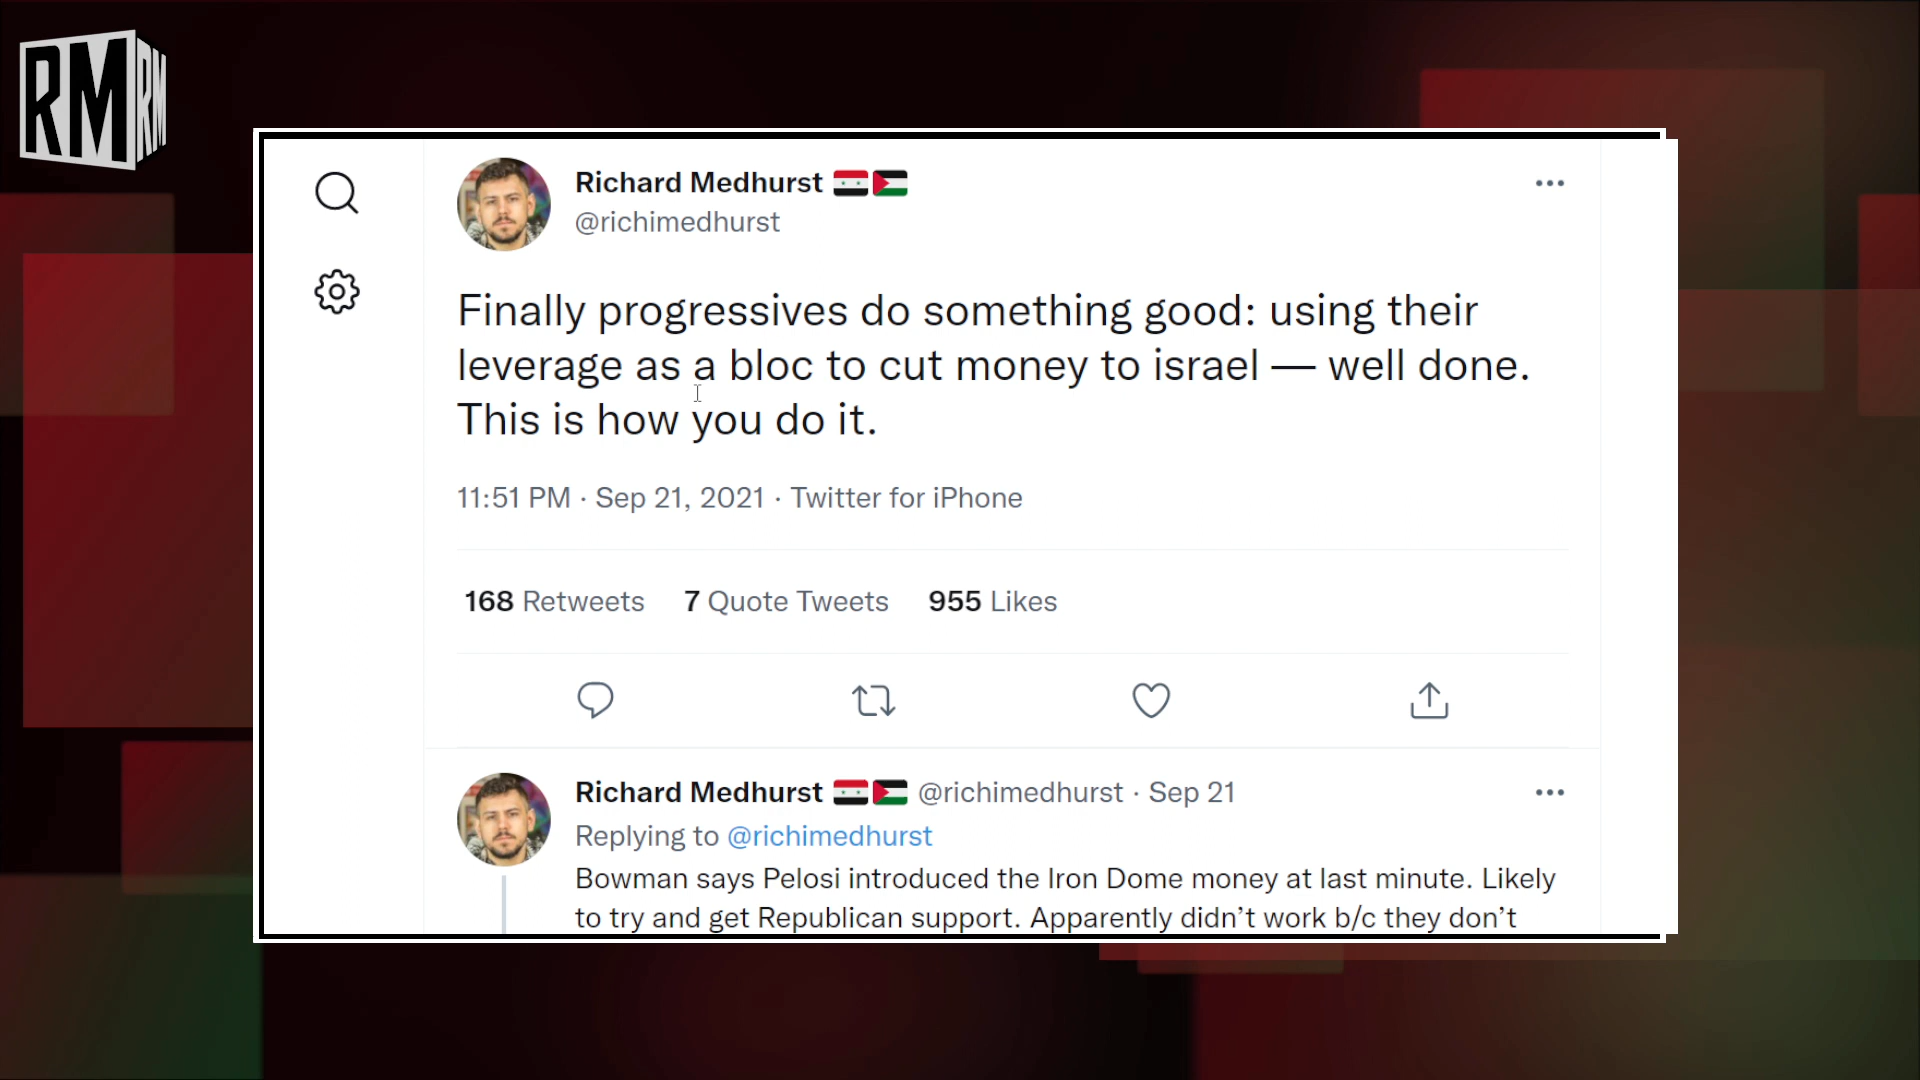 RM RM
Richard Medhurst
@richimedhurst
Finally progressives do something good: using their
leverage as a bloc to cut money to israel — well done.
This is how you do it.
11:51 PM · Sep 21, 2021 · Twitter for iPhone
168 Retweets 7 Quote Tweets 955 Likes
Richard Medhurst @richimedhurst · Sep 21
Replying to @richimedhurst
Bowman says Pelosi introduced the Iron Dome money at last minute. Likely
to try and get Republican support. Apparently didn’t work b/c they don’t